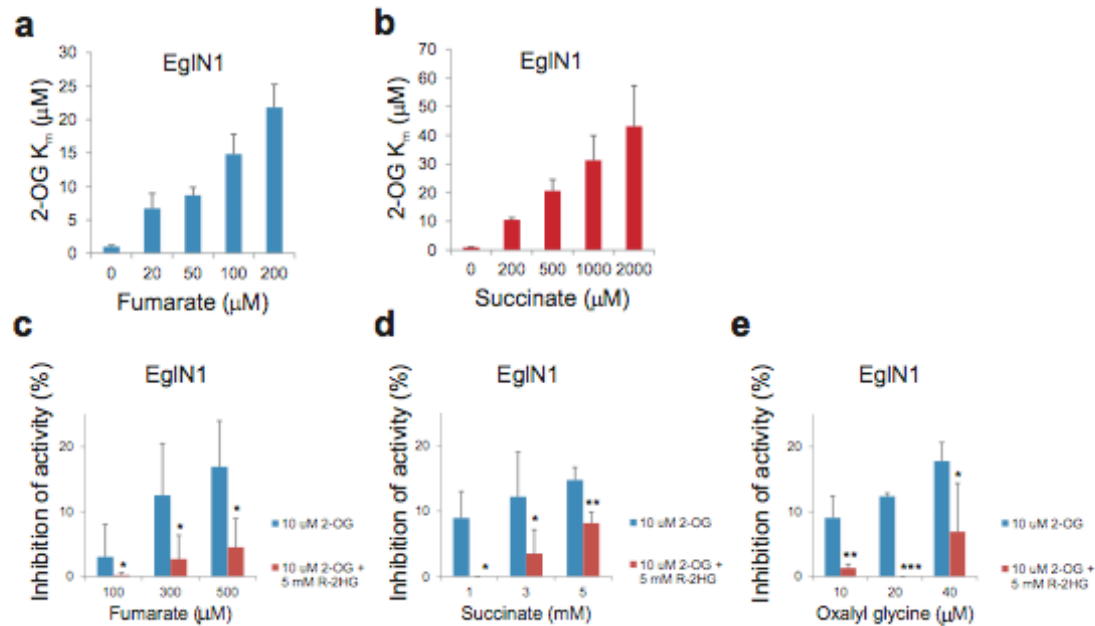 a
EglN1
2-OG Km (µM)
30
25
20
15
10
5
0
0 20 50 100 200
Fumarate (µM)
b
EglN1
2-OG Km (µM)
70
60
50
40
30
20
10
0
0 200 500 1000 2000
Succinate (µM)
c
EglN1
Inhibition of activity (%)
20
10
0
* * *
100 300 500
Fumarate (µM)
10 uM 2-OG
10 uM 2-OG +
5 mM R-2HG
d
EglN1
Inhibition of activity (%)
20
10
0
* * **
1 3 5
Succinate (mM)
10 uM 2-OG
10 uM 2-OG +
5 mM R-2HG
e
EglN1
Inhibition of activity (%)
20
10
0
** *** *
10 20 40
Oxalyl glycine (µM)
10 uM 2-OG
10 uM 2-OG +
5 mM R-2HG